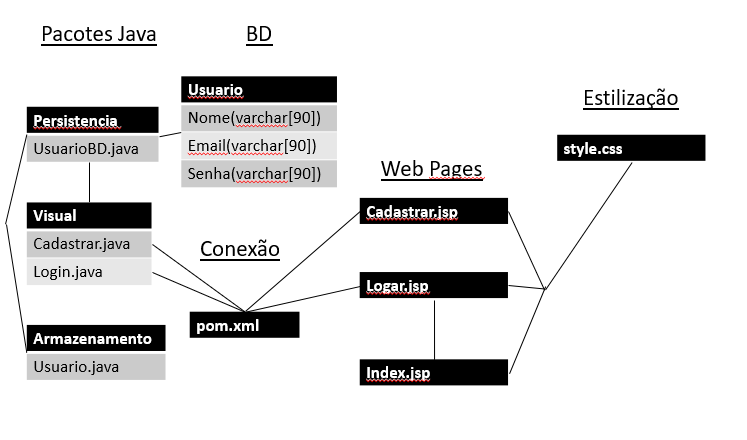 Pacotes Java
BD
Usuario
Nome(varchar[90])
Email(varchar[90])
Senha(varchar[90])
Persistencia
UsuarioBD.java
Visual
Cadastrar.java
Login.java
Armazenamento
Usuario.java
Conexão
pom.xml
Web Pages
Cadastrar.jsp
Logar.jsp
Index.jsp
Estilização
style.css